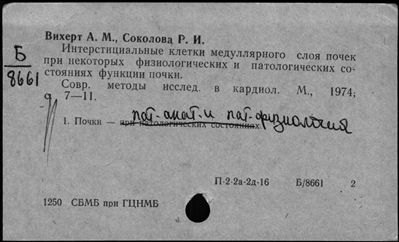 Вихерт А. М., Соколова Р. И.
Б
8661
Интерстициальные клетки медуллярного слоя почек
при некоторых физиологических и патологических со-
стояниях функции почки.
Совр. методы исслед. в кардиол. М., 1974;
7—11.
пат-анат. и пат-физиология
1. Почки — при патологических состояниях
П-2-2а-2д-16 Б/8661 2
1250 СБМБ при ГЦНМБ